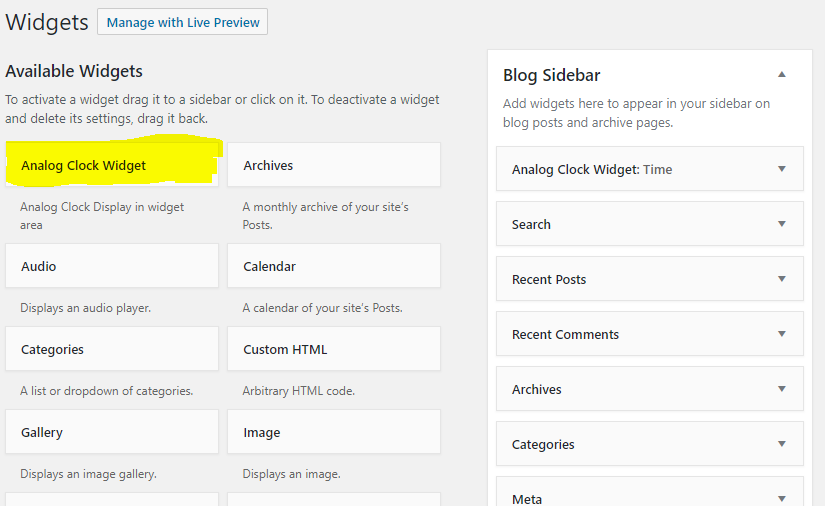 Widgets
Manage with Live Preview
Available Widgets
To activate a widget drag it to a sidebar or click on it. To deactivate a widget
and delete its settings, drag it back.
Analog Clock Widget
Analog Clock Display in widget
area
Archives
A monthly archive of your site's
Posts.
Audio
Displays an audio player.
Calendar
A calendar of your site's Posts.
Categories
A list or dropdown of categories.
Custom HTML
Arbitrary HTML code.
Gallery
Displays an image gallery.
Image
Displays an image.
Blog Sidebar
Add widgets here to appear in your sidebar on
blog posts and archive pages.
Analog Clock Widget: Time
Search
Recent Posts
Recent Comments
Archives
Categories
Meta